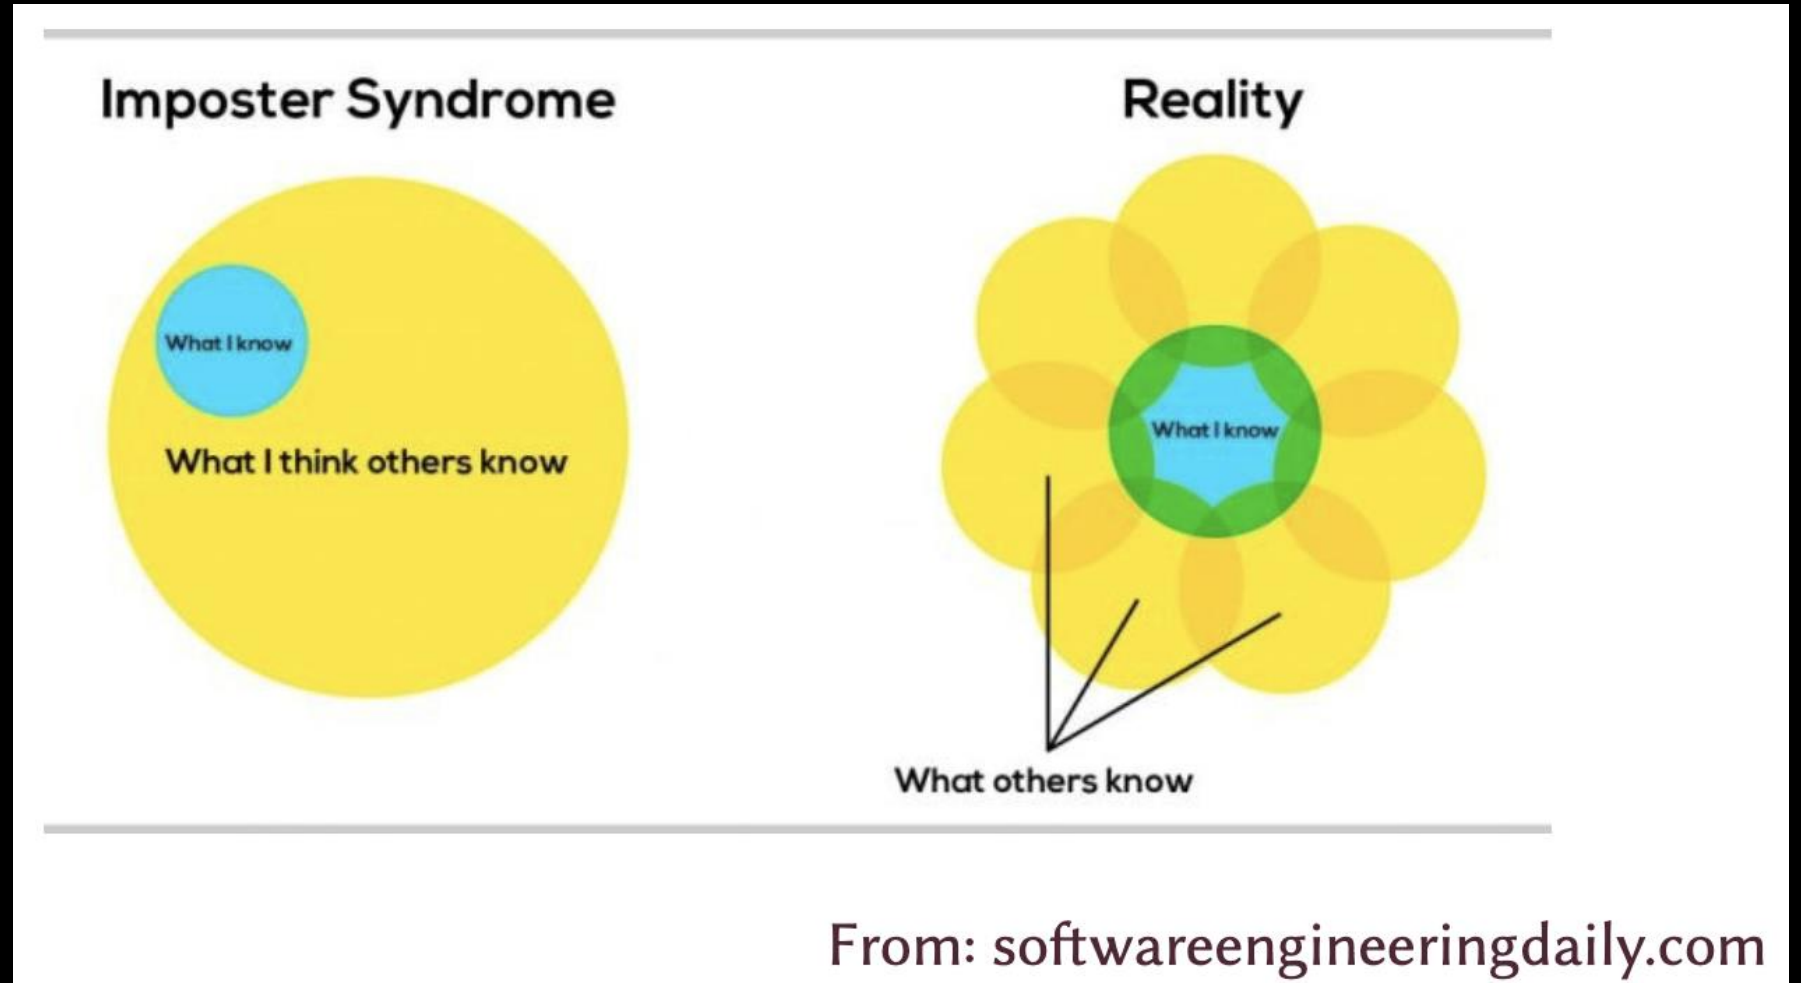 Imposter Syndrome
What I know
What I think others know
Reality
What I know
What others know
From: softwareengineeringdaily.com